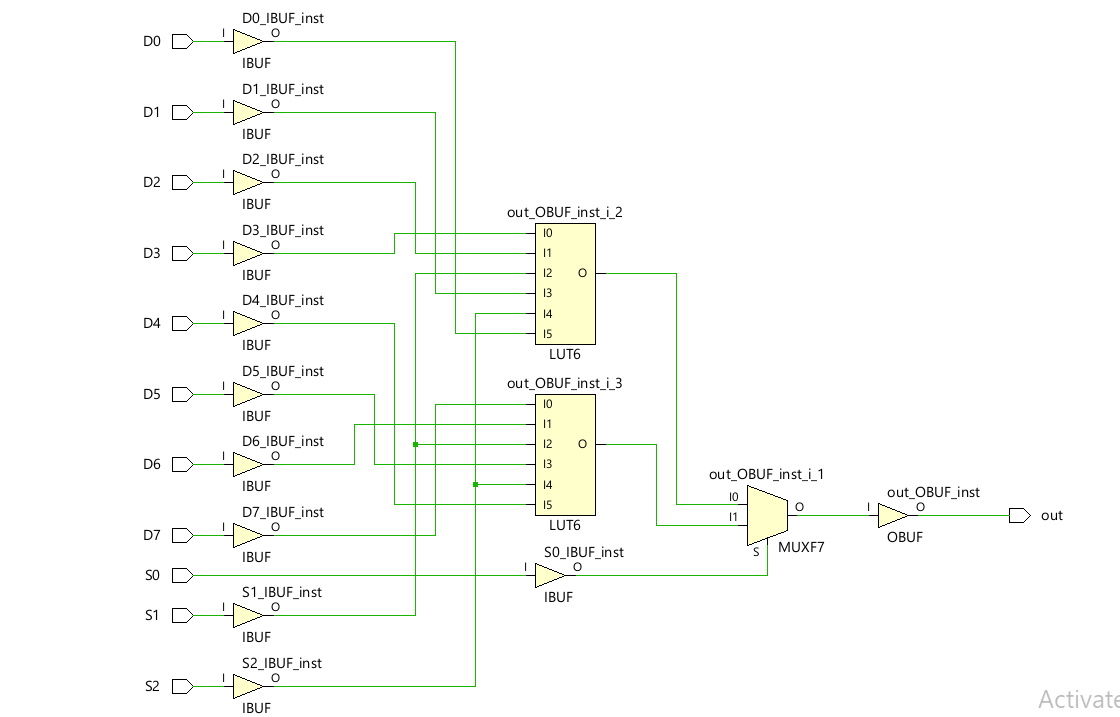 D0_IBUF_inst
D0 I O
IBUF
D1_IBUF_inst
D1 I O
IBUF
D2_IBUF_inst
D2 I O
IBUF
out_OBUF_inst_i_2
D3_IBUF_inst
D3 I O
IBUF
I0
I1
I2 O
I3
I4
I5
LUT6
D4_IBUF_inst
D4 I O
IBUF
D5_IBUF_inst
D5 I O
IBUF
out_OBUF_inst_i_3
I0
I1
I2 O
I3
I4
I5
LUT6
D6_IBUF_inst
D6 I O
IBUF
D7_IBUF_inst
D7 I O
IBUF
S0_IBUF_inst
S0 I O
IBUF
out_OBUF_inst_i_1
I0
I1 O
S MUXF7
out_OBUF_inst
I O out
OBUF
S1_IBUF_inst
S1 I O
IBUF
S2_IBUF_inst
S2 I O
IBUF
Activate